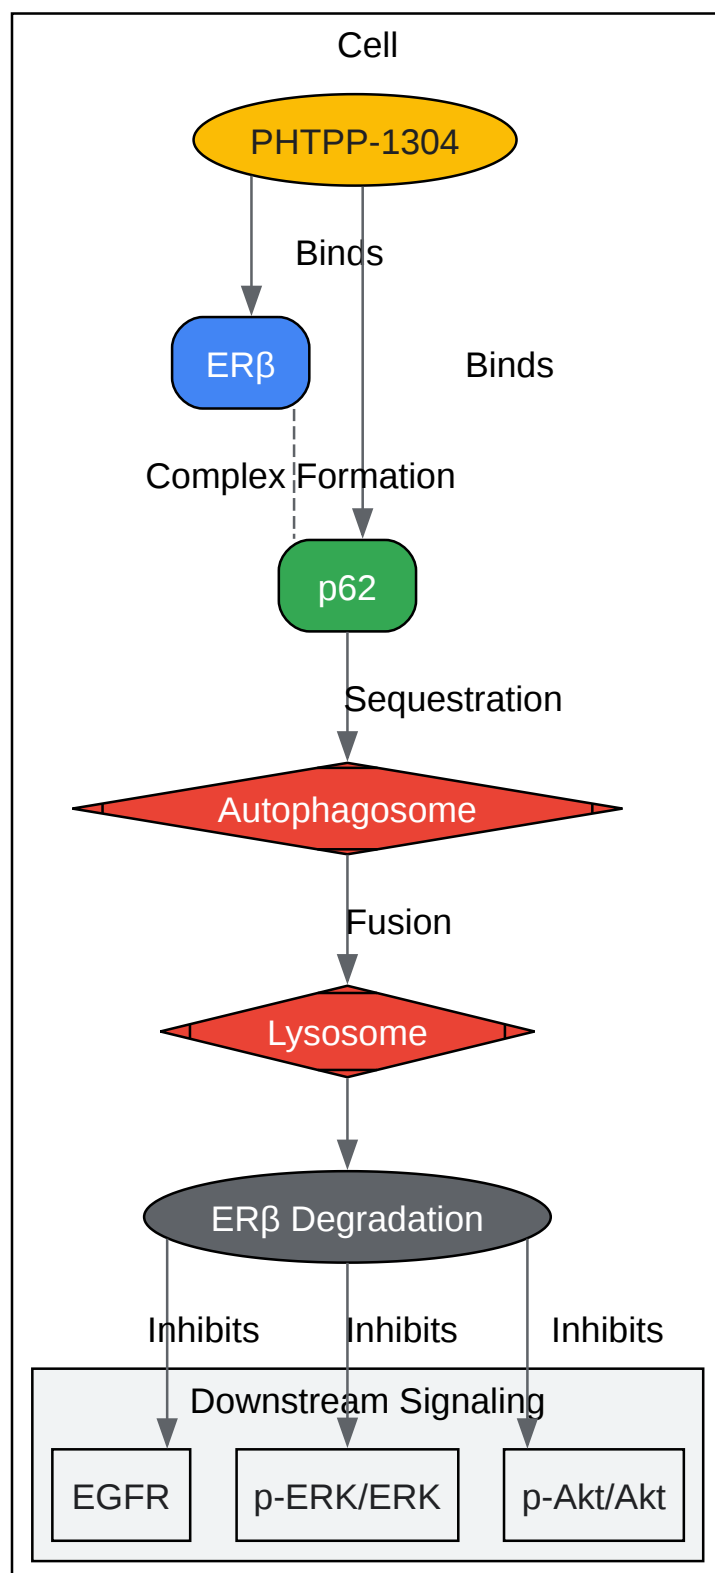 Cell
PHTPP-1304
Binds
ERβ
Binds
Complex Formation
p62
Sequestration
Autophagosome
Fusion
Lysosome
ERβ Degradation
Inhibits
Inhibits
Inhibits
Downstream Signaling
EGFR
p-ERK/ERK
p-Akt/Akt